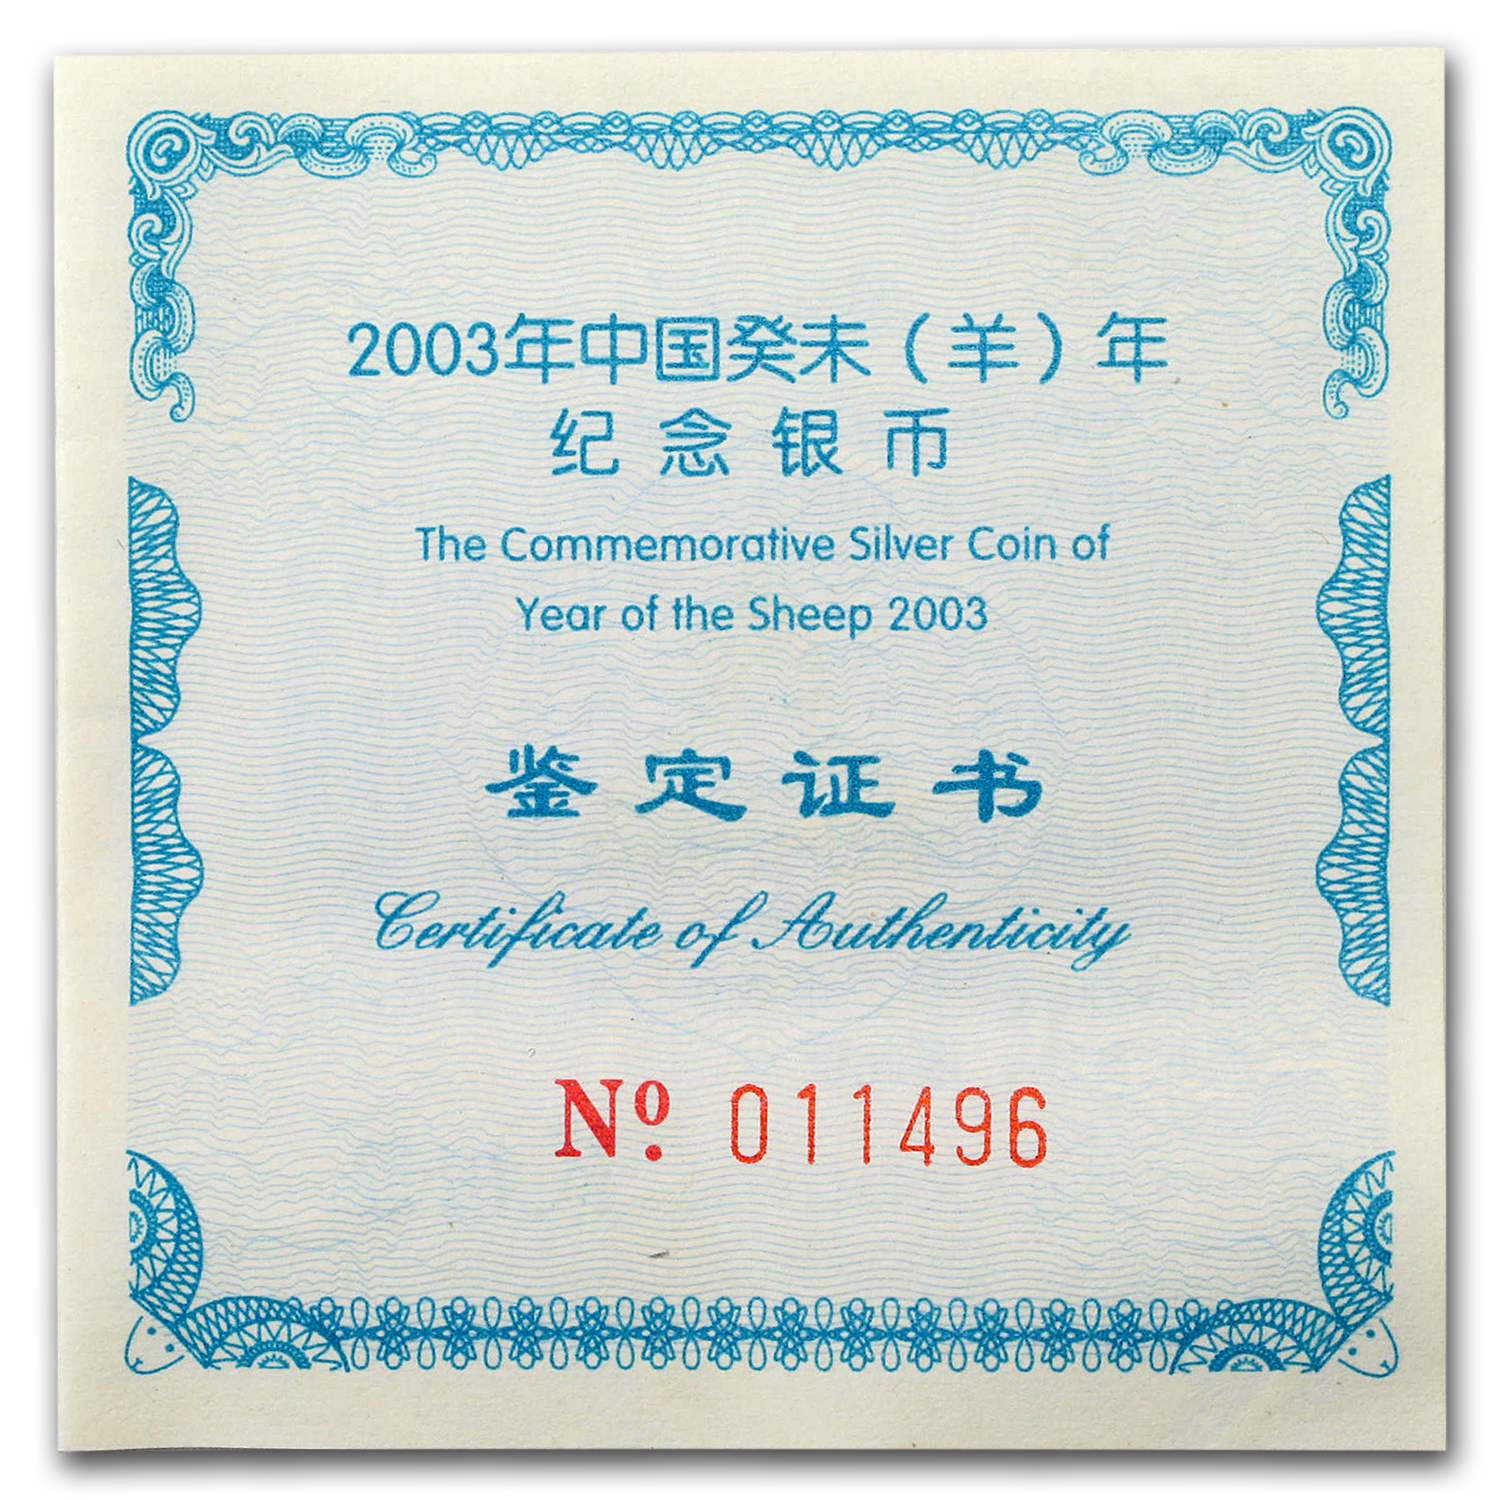 2003年中国癸未（羊）年
纪念银币
The Commemorative Silver Coin of
Year of the Sheep 2003
鉴定证书
Certificate of Authenticity
Nº. 011496